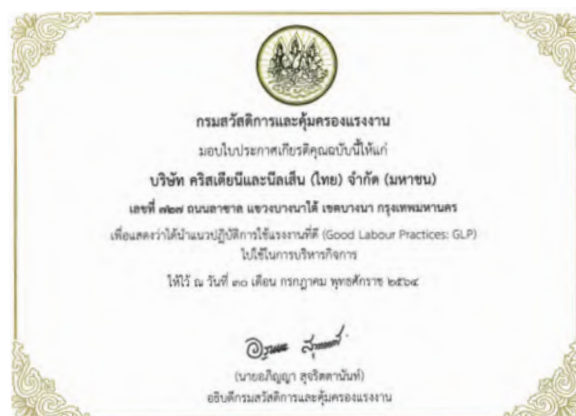 กรมสวัสดิการและคุ้มครองแรงงาน
มอบใบประกาศเกียรติคุณฉบับนี้ให้แก่
บริษัท คริสเตียนีและนีลเส็น (ไทย) จำกัด (มหาชน)
เลขที่ ๗๒๗ ถนนลาซาล แขวงบางนาใต้ เขตบางนา กรุงเทพมหานคร
เพื่อแสดงว่าได้นำแนวปฏิบัติการใช้แรงงานที่ดี (Good Labour Practices: GLP)
ไปใช้ในการบริหารกิจการ
ให้ไว้ ณ วันที่ ๓๐ เดือน กรกฎาคม พุทธศักราช ๒๕๖๔
(นายอภิญญา สุจริตตานันท์)
อธิบดีกรมสวัสดิการและคุ้มครองแรงงาน